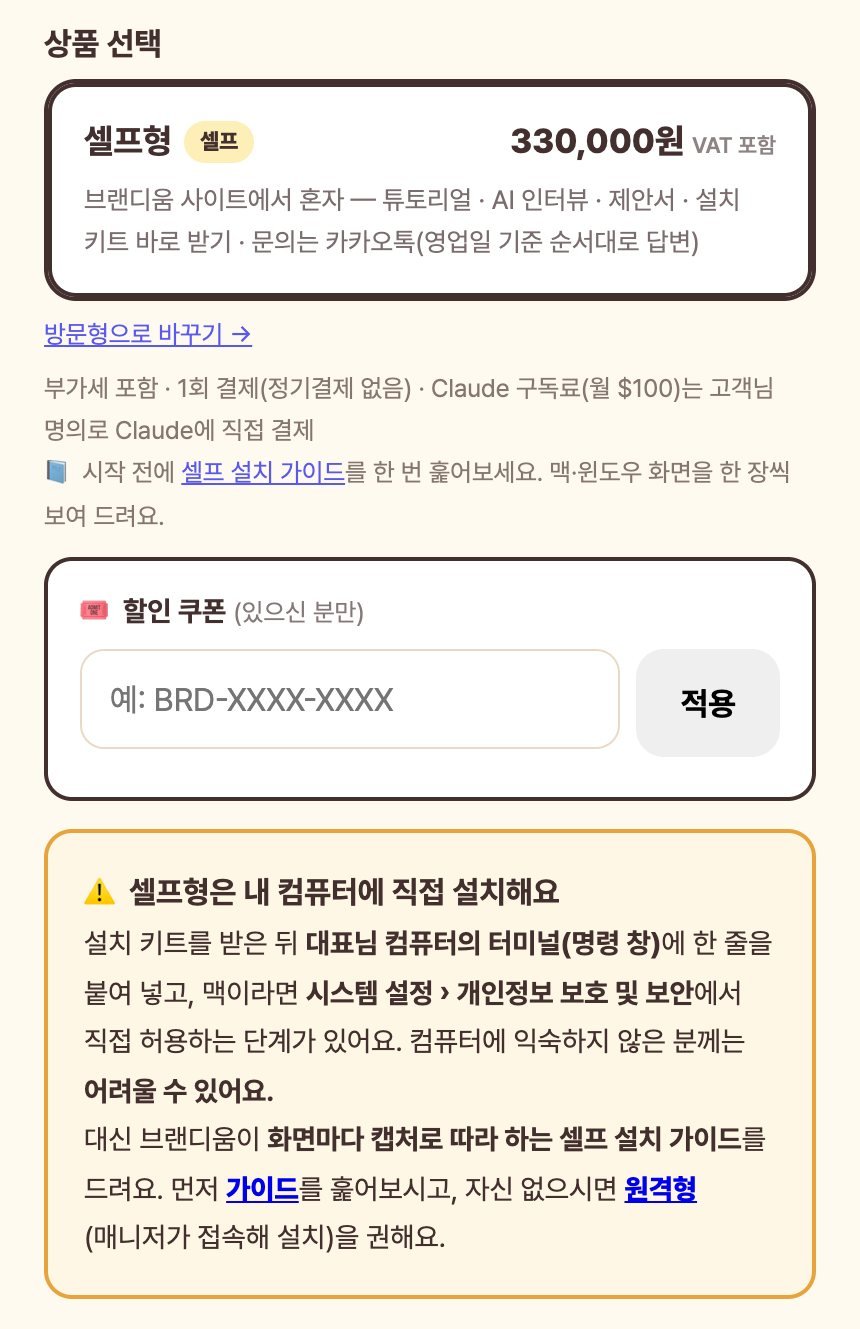 상품 선택
셀프형 셀프 330,000원 VAT 포함
브랜디움 사이트에서 혼자 — 튜토리얼 · AI 인터뷰 · 제안서 · 설치
키트 바로 받기 · 문의는 카카오톡(영업일 기준 순서대로 답변)
방문형으로 바꾸기 →
부가세 포함 · 1회 결제(정기결제 없음) · Claude 구독료(월 $100)는 고객님
명의로 Claude에 직접 결제
📘 시작 전에 셀프 설치 가이드를 한 번 훑어보세요. 맥·윈도우 화면을 한 장씩
보여 드려요.
🎟️ 할인 쿠폰 (있으신 분만)
예: BRD-XXXX-XXXX 적용
⚠️ 셀프형은 내 컴퓨터에 직접 설치해요
설치 키트를 받은 뒤 대표님 컴퓨터의 터미널(명령 창)에 한 줄을
붙여 넣고, 맥이라면 시스템 설정 › 개인정보 보호 및 보안에서
직접 허용하는 단계가 있어요. 컴퓨터에 익숙하지 않은 분께는
어려울 수 있어요.
대신 브랜디움이 화면마다 캡처로 따라 하는 셀프 설치 가이드를
드려요. 먼저 가이드를 훑어보시고, 자신 없으시면 원격형
(매니저가 접속해 설치)을 권해요.